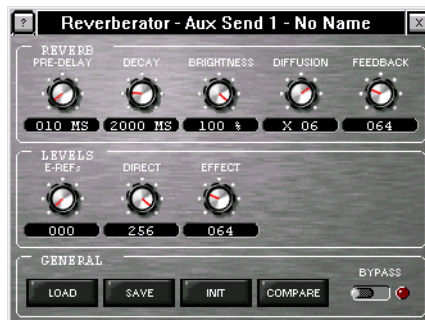 ? Reverberator - Aux Send 1 - No Name X
REVERB
PRE-DELAY DECAY BRIGHTNESS DIFFUSION FEEDBACK
010 MS 2000 MS 100 % X 06 064
LEVELS
E-REFs DIRECT EFFECT
000 256 064
GENERAL
BYPASS
LOAD SAVE INIT COMPARE